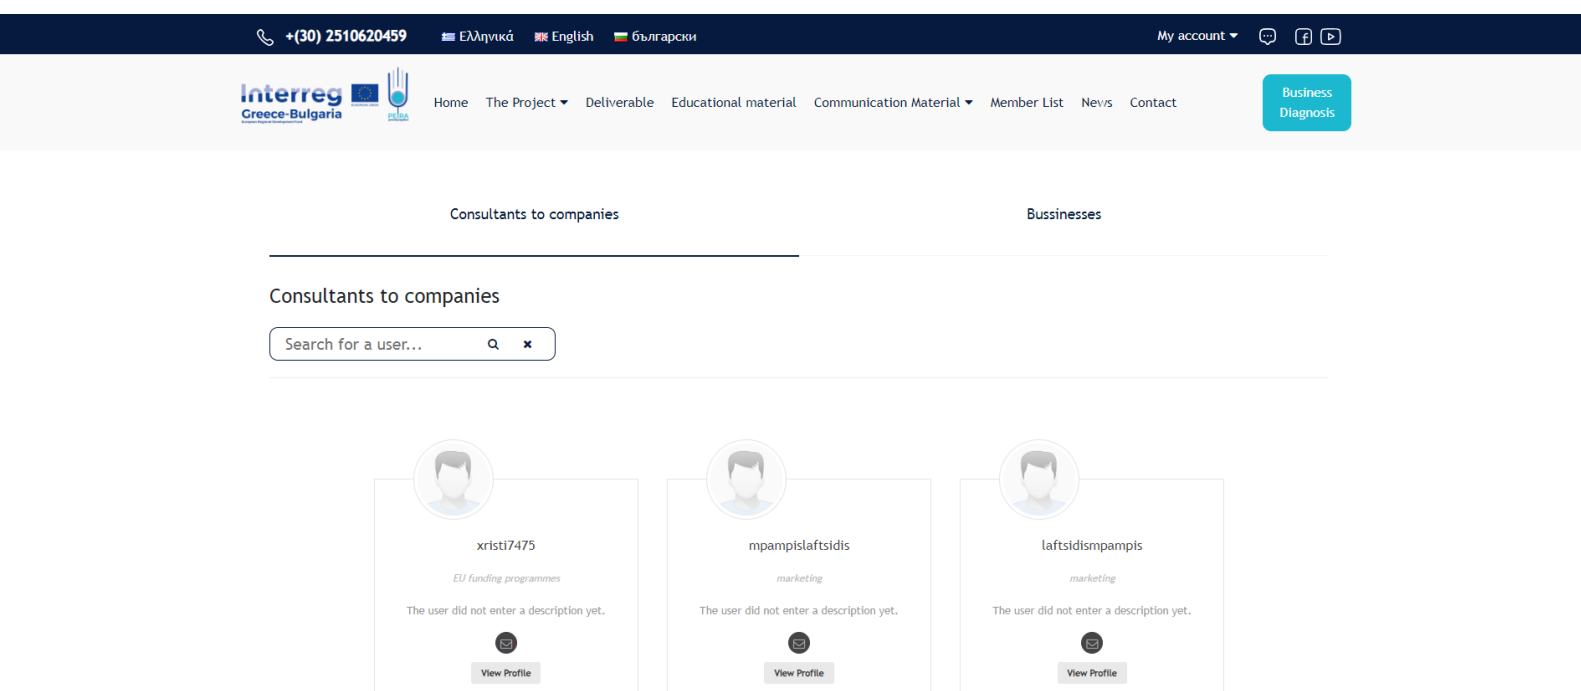 +(30) 2510620459 Ελληνικά English български My account
Interreg
Greece-Bulgaria
PEIRA
Home The Project Deliverable Educational material Communication Material Member List News Contact
Business
Diagnosis
Consultants to companies Bussinesses
Consultants to companies
Search for a user...
xristi7475 mpampislaftsidis laftsidismpampis
EU funding programmes marketing marketing
The user did not enter a description yet. The user did not enter a description yet. The user did not enter a description yet.
View Profile View Profile View Profile